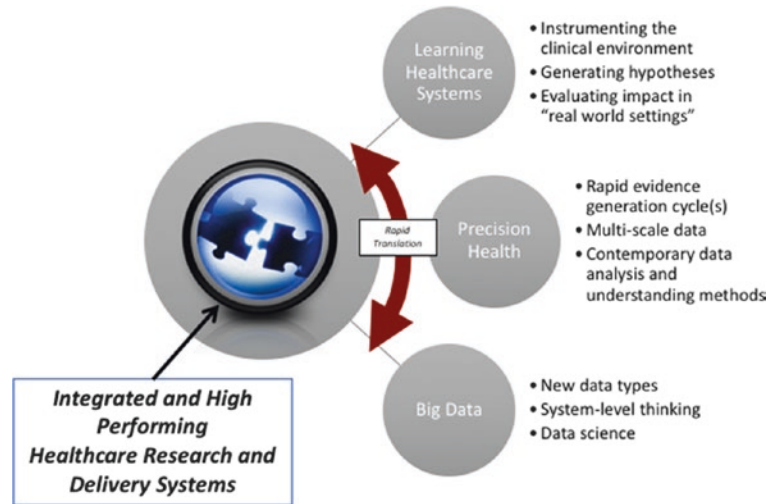 Learning
Healthcare
Systems
• Instrumenting the
clinical environment
• Generating hypotheses
• Evaluating impact in
“real world settings”
Rapid
Translation
Precision
Health
• Rapid evidence
generation cycle(s)
• Multi-scale data
• Contemporary data
analysis and
understanding methods
Big Data
• New data types
• System-level thinking
• Data science
Integrated and High
Performing
Healthcare Research and
Delivery Systems